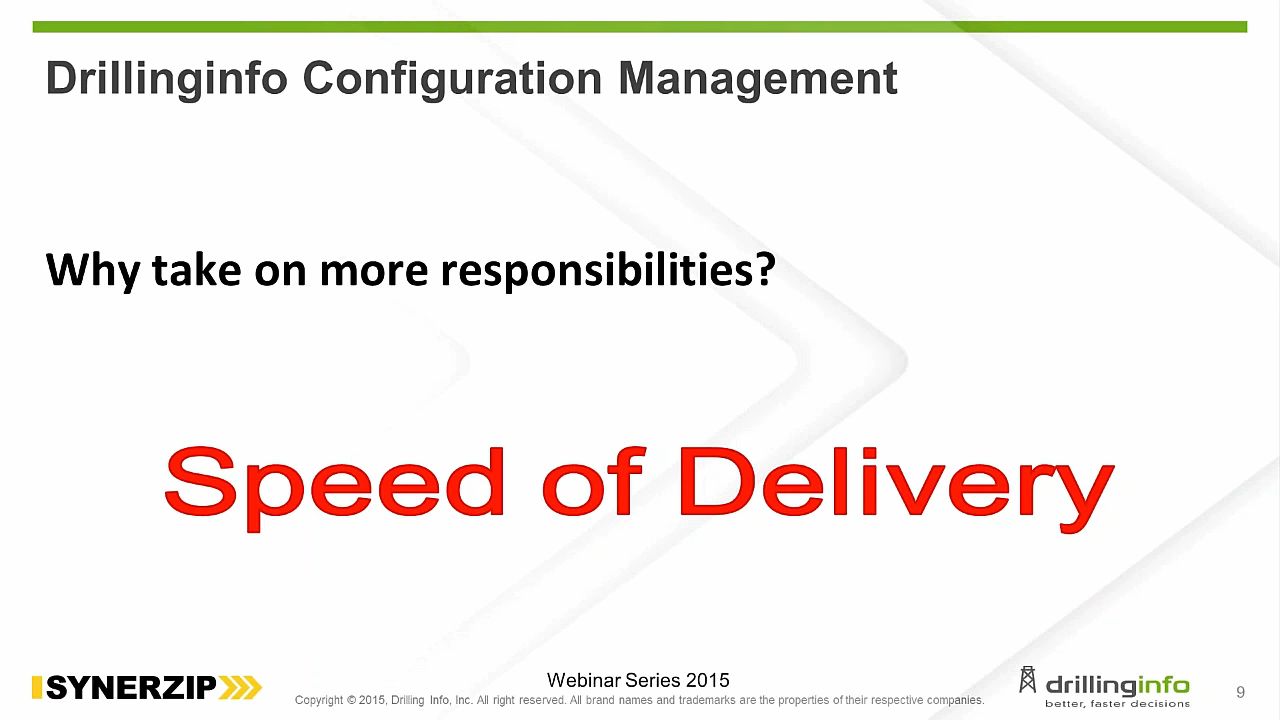 Drillinginfo Configuration Management
Why take on more responsibilities?
Speed of Delivery
SYNERZIP
Webinar Series 2015
Copyright © 2015, Drilling Info, Inc. All right reserved. All brand names and trademarks are the properties of their respective companies.
drillinginfo
better, faster decisions
9